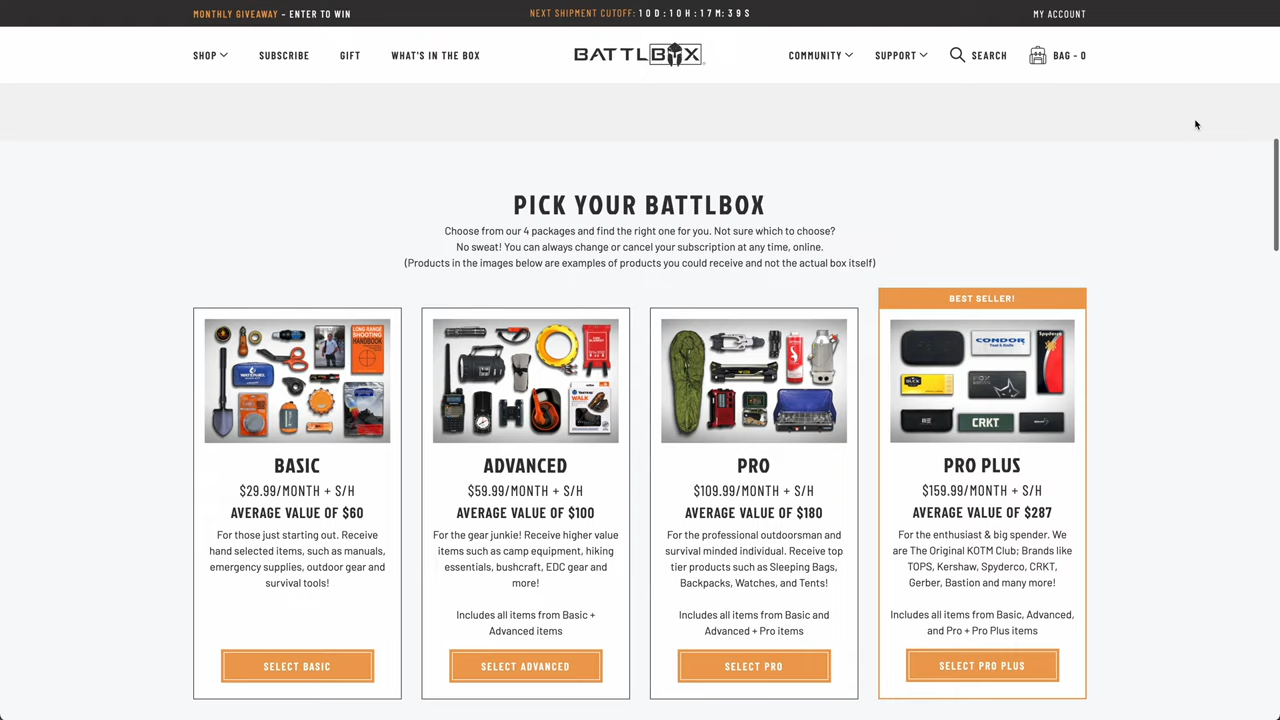 MONTHLY GIVEAWAY – ENTER TO WIN
NEXT SHIPMENT CUTOFF: 10D:10H:17M:39S
MY ACCOUNT
SHOP
SUBSCRIBE
GIFT
WHAT'S IN THE BOX
BATTLBOX
COMMUNITY
SUPPORT
SEARCH
BAG - 0
PICK YOUR BATTLBOX
Choose from our 4 packages and find the right one for you. Not sure which to choose?
No sweat! You can always change or cancel your subscription at any time, online.
(Products in the images below are examples of products you could receive and not the actual box itself)
LONG RANGE
SHOOTING
HANDBOOK
BASIC
$29.99/MONTH + S/H
AVERAGE VALUE OF $60
For those just starting out. Receive
hand selected items, such as manuals,
emergency supplies, outdoor gear and
survival tools!
SELECT BASIC
WALK
ADVANCED
$59.99/MONTH + S/H
AVERAGE VALUE OF $100
For the gear junkie! Receive higher value
items such as camp equipment, hiking
essentials, bushcraft, EDC gear and
more!
Includes all items from Basic +
Advanced items
SELECT ADVANCED
PRO
$109.99/MONTH + S/H
AVERAGE VALUE OF $180
For the professional outdoorsman and
survival minded individual. Receive top
tier products such as Sleeping Bags,
Backpacks, Watches, and Tents!
Includes all items from Basic and
Advanced + Pro items
SELECT PRO
BEST SELLER!
CONDOR
Tool & Knife
Spyderco
BUCK
FOX
CRKT
PRO PLUS
$159.99/MONTH + S/H
AVERAGE VALUE OF $287
For the enthusiast & big spender. We
are The Original KOTM Club; Brands like
TOPS, Kershaw, Spyderco, CRKT,
Gerber, Bastion and many more!
Includes all items from Basic, Advanced,
and Pro + Pro Plus items
SELECT PRO PLUS